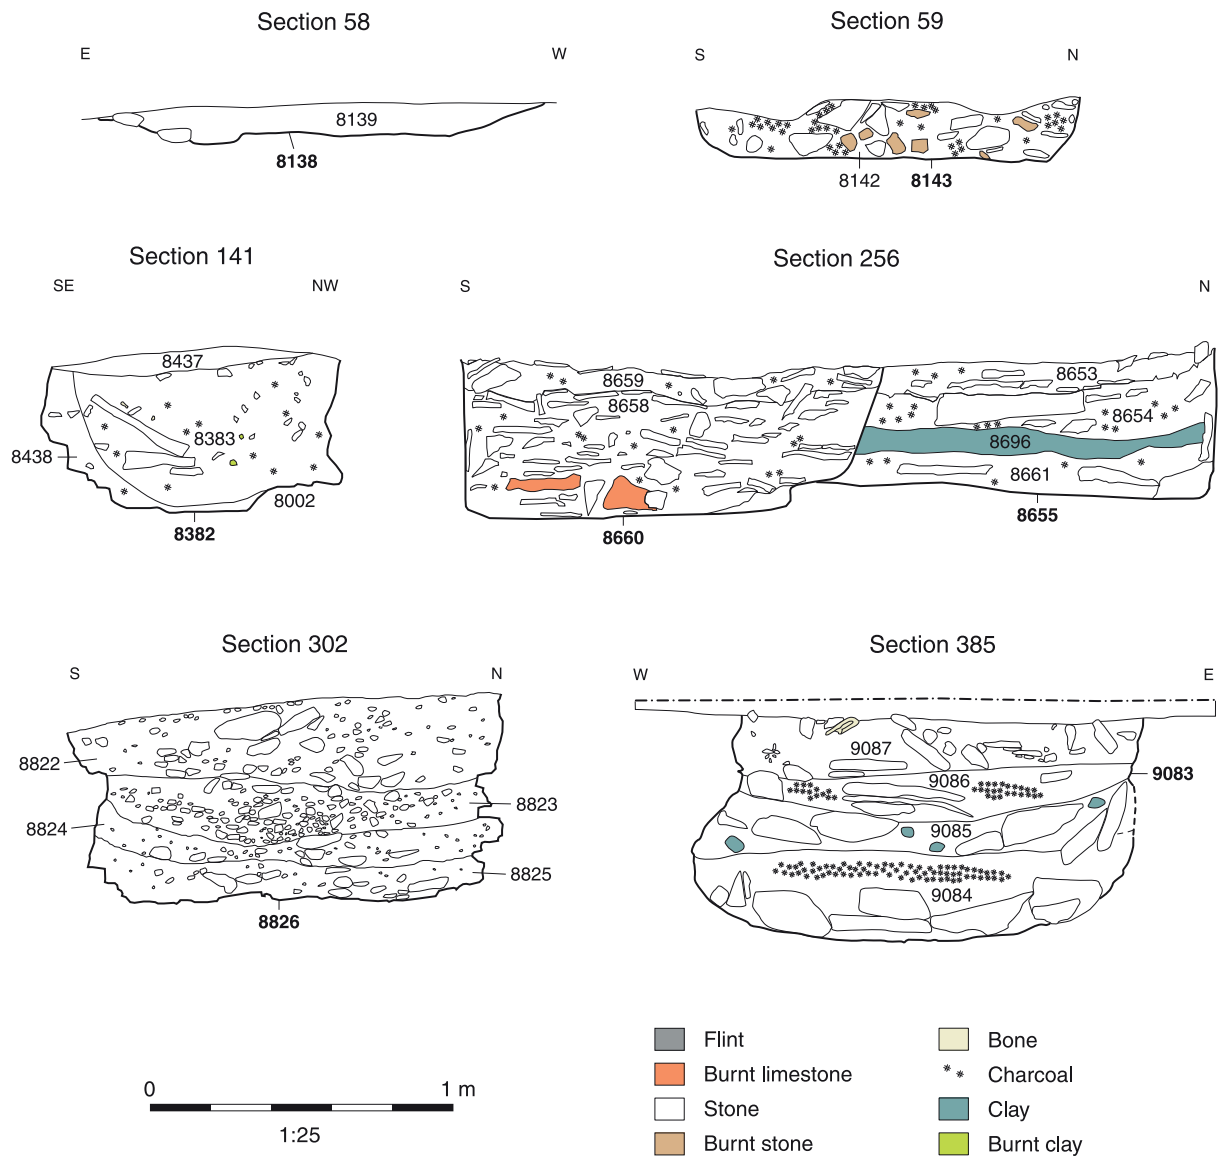 Section 58
E W
8139
8138
Section 59
S N
8142 8143
Section 141
SE NW
8437
8383
8438
8002
8382
Section 256
S N
8659
8653
8658
8654
8696
8661
8660
8655
Section 302
S N
8822
8823
8824
8825
8826
Section 385
W E
9087
9086
9083
9085
9084
0 1 m
1:25
Flint
Burnt limestone
Stone
Burnt stone
Bone
Charcoal
Clay
Burnt clay